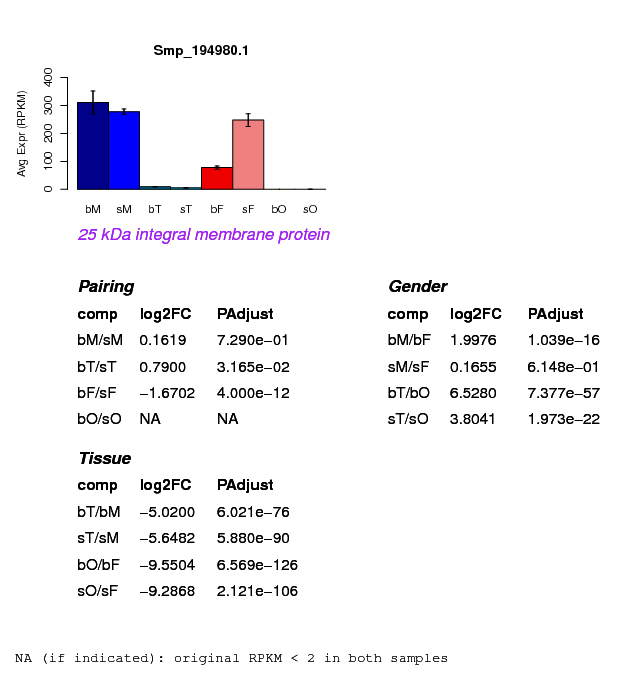 Smp_194980.1
Avg Expr (RPKM)
400
300
200
100
0
bM sM bT sT bF sF bO sO
25 kDa integral membrane protein
Pairing
comp log2FC PAdjust
bM/sM 0.1619 7.290e−01
bT/sT 0.7900 3.165e−02
bF/sF −1.6702 4.000e−12
bO/sO NA NA
Gender
comp log2FC PAdjust
bM/bF 1.9976 1.039e−16
sM/sF 0.1655 6.148e−01
bT/bO 6.5280 7.377e−57
sT/sO 3.8041 1.973e−22
Tissue
comp log2FC PAdjust
bT/bM −5.0200 6.021e−76
sT/sM −5.6482 5.880e−90
bO/bF −9.5504 6.569e−126
sO/sF −9.2868 2.121e−106
NA (if indicated): original RPKM < 2 in both samples